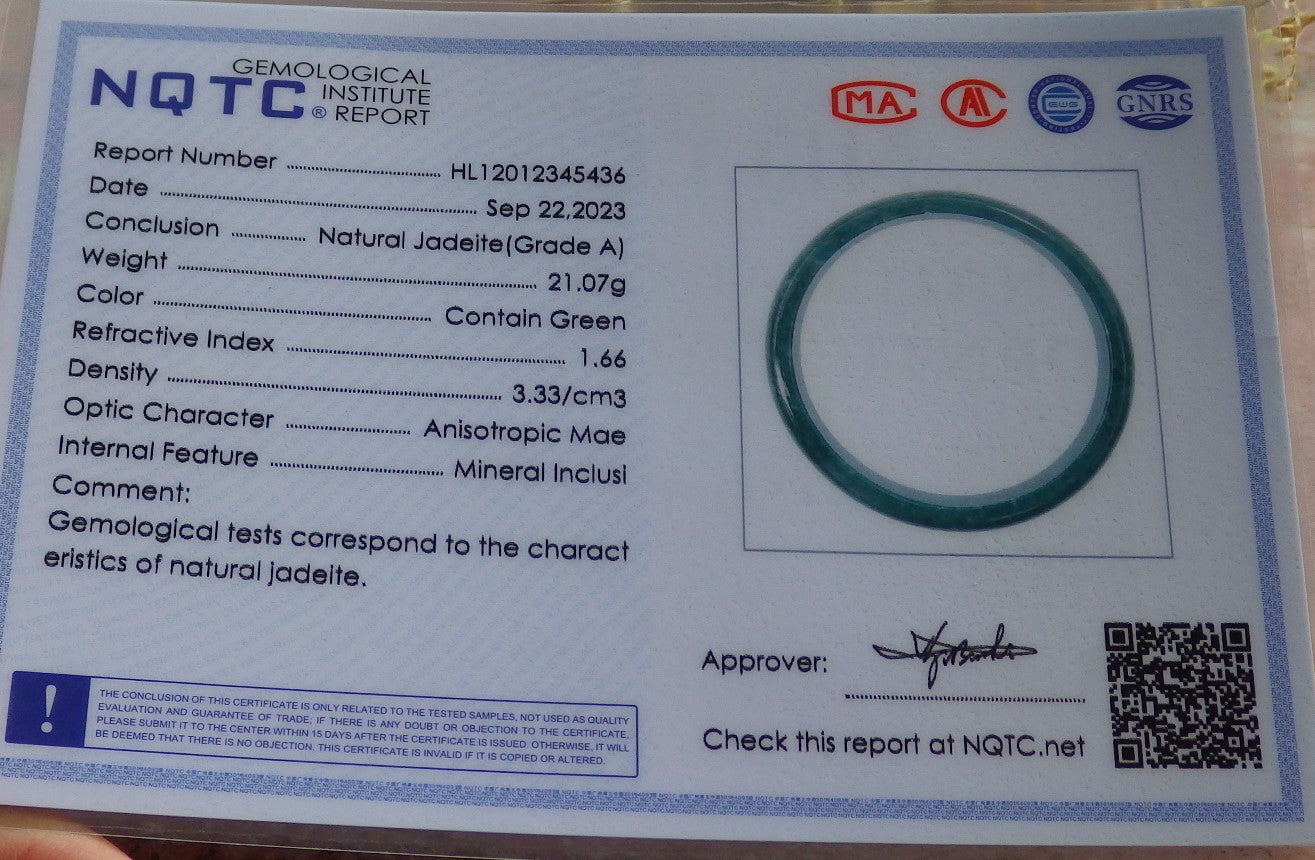 NQTC® GEMOLOGICAL INSTITUTE REPORT
MA
GNRS
Report Number HL12012345436
Date Sep 22,2023
Conclusion Natural Jadeite(Grade A)
Weight 21.07g
Color Contain Green
Refractive Index 1.66
Density 3.33/cm3
Optic Character Anisotropic Mae
Internal Feature Mineral Inclusi
Comment:
Gemological tests correspond to the charact
eristics of natural jadeite.
!
THE CONCLUSION OF THIS CERTIFICATE IS ONLY RELATED TO THE TESTED SAMPLES, NOT USED AS QUALITY
EVALUATION AND GUARANTEE OF TRADE; IF THERE IS ANY DOUBT OR OBJECTION TO THE CERTIFICATE.
PLEASE SUBMIT IT TO THE CENTER WITHIN 15 DAYS AFTER THE CERTIFICATE IS ISSUED. OTHERWISE, IT WILL
BE DEEMED THAT THERE IS NO OBJECTION. THIS CERTIFICATE IS INVALID IF IT IS COPIED OR ALTERED.
Approver:
Check this report at NQTC.net